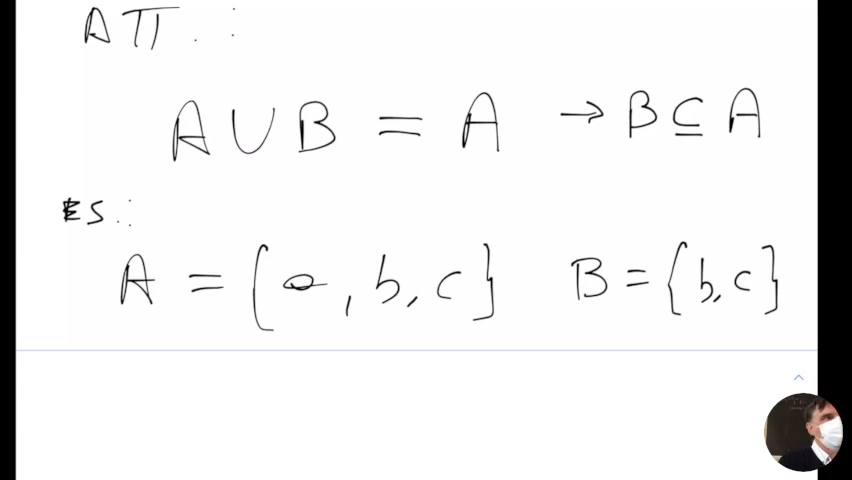 ATT. :
A ∪ B = A → B ⊆ A
ES. :
A = {a, b, c} B = {b, c}